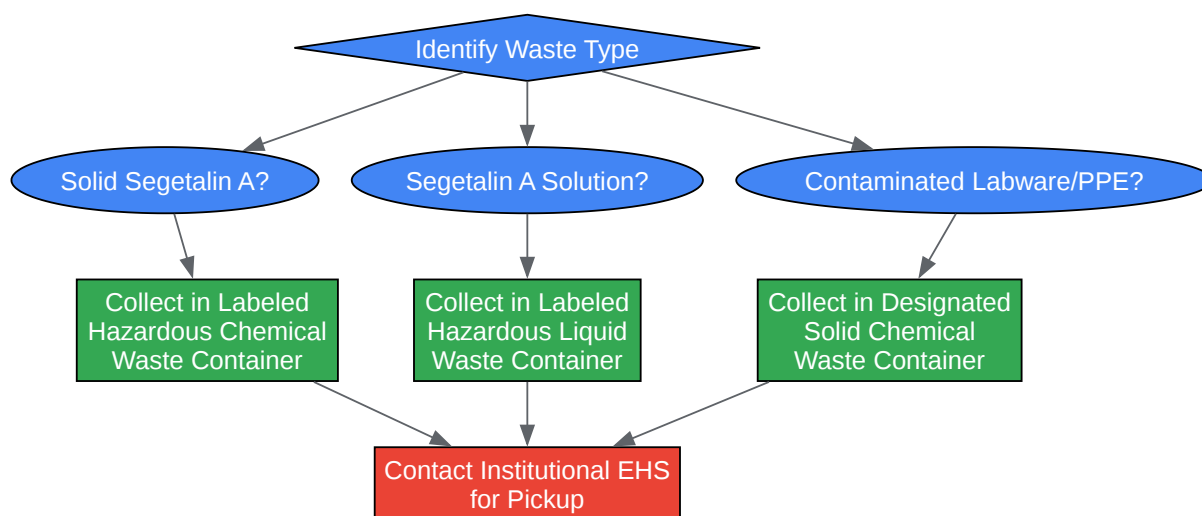 Identify Waste Type
Solid Segetalin A?
Segetalin A Solution?
Contaminated Labware/PPE?
Collect in Labeled
Hazardous Chemical
Waste Container
Collect in Labeled
Hazardous Liquid
Waste Container
Collect in Designated
Solid Chemical
Waste Container
Contact Institutional EHS
for Pickup